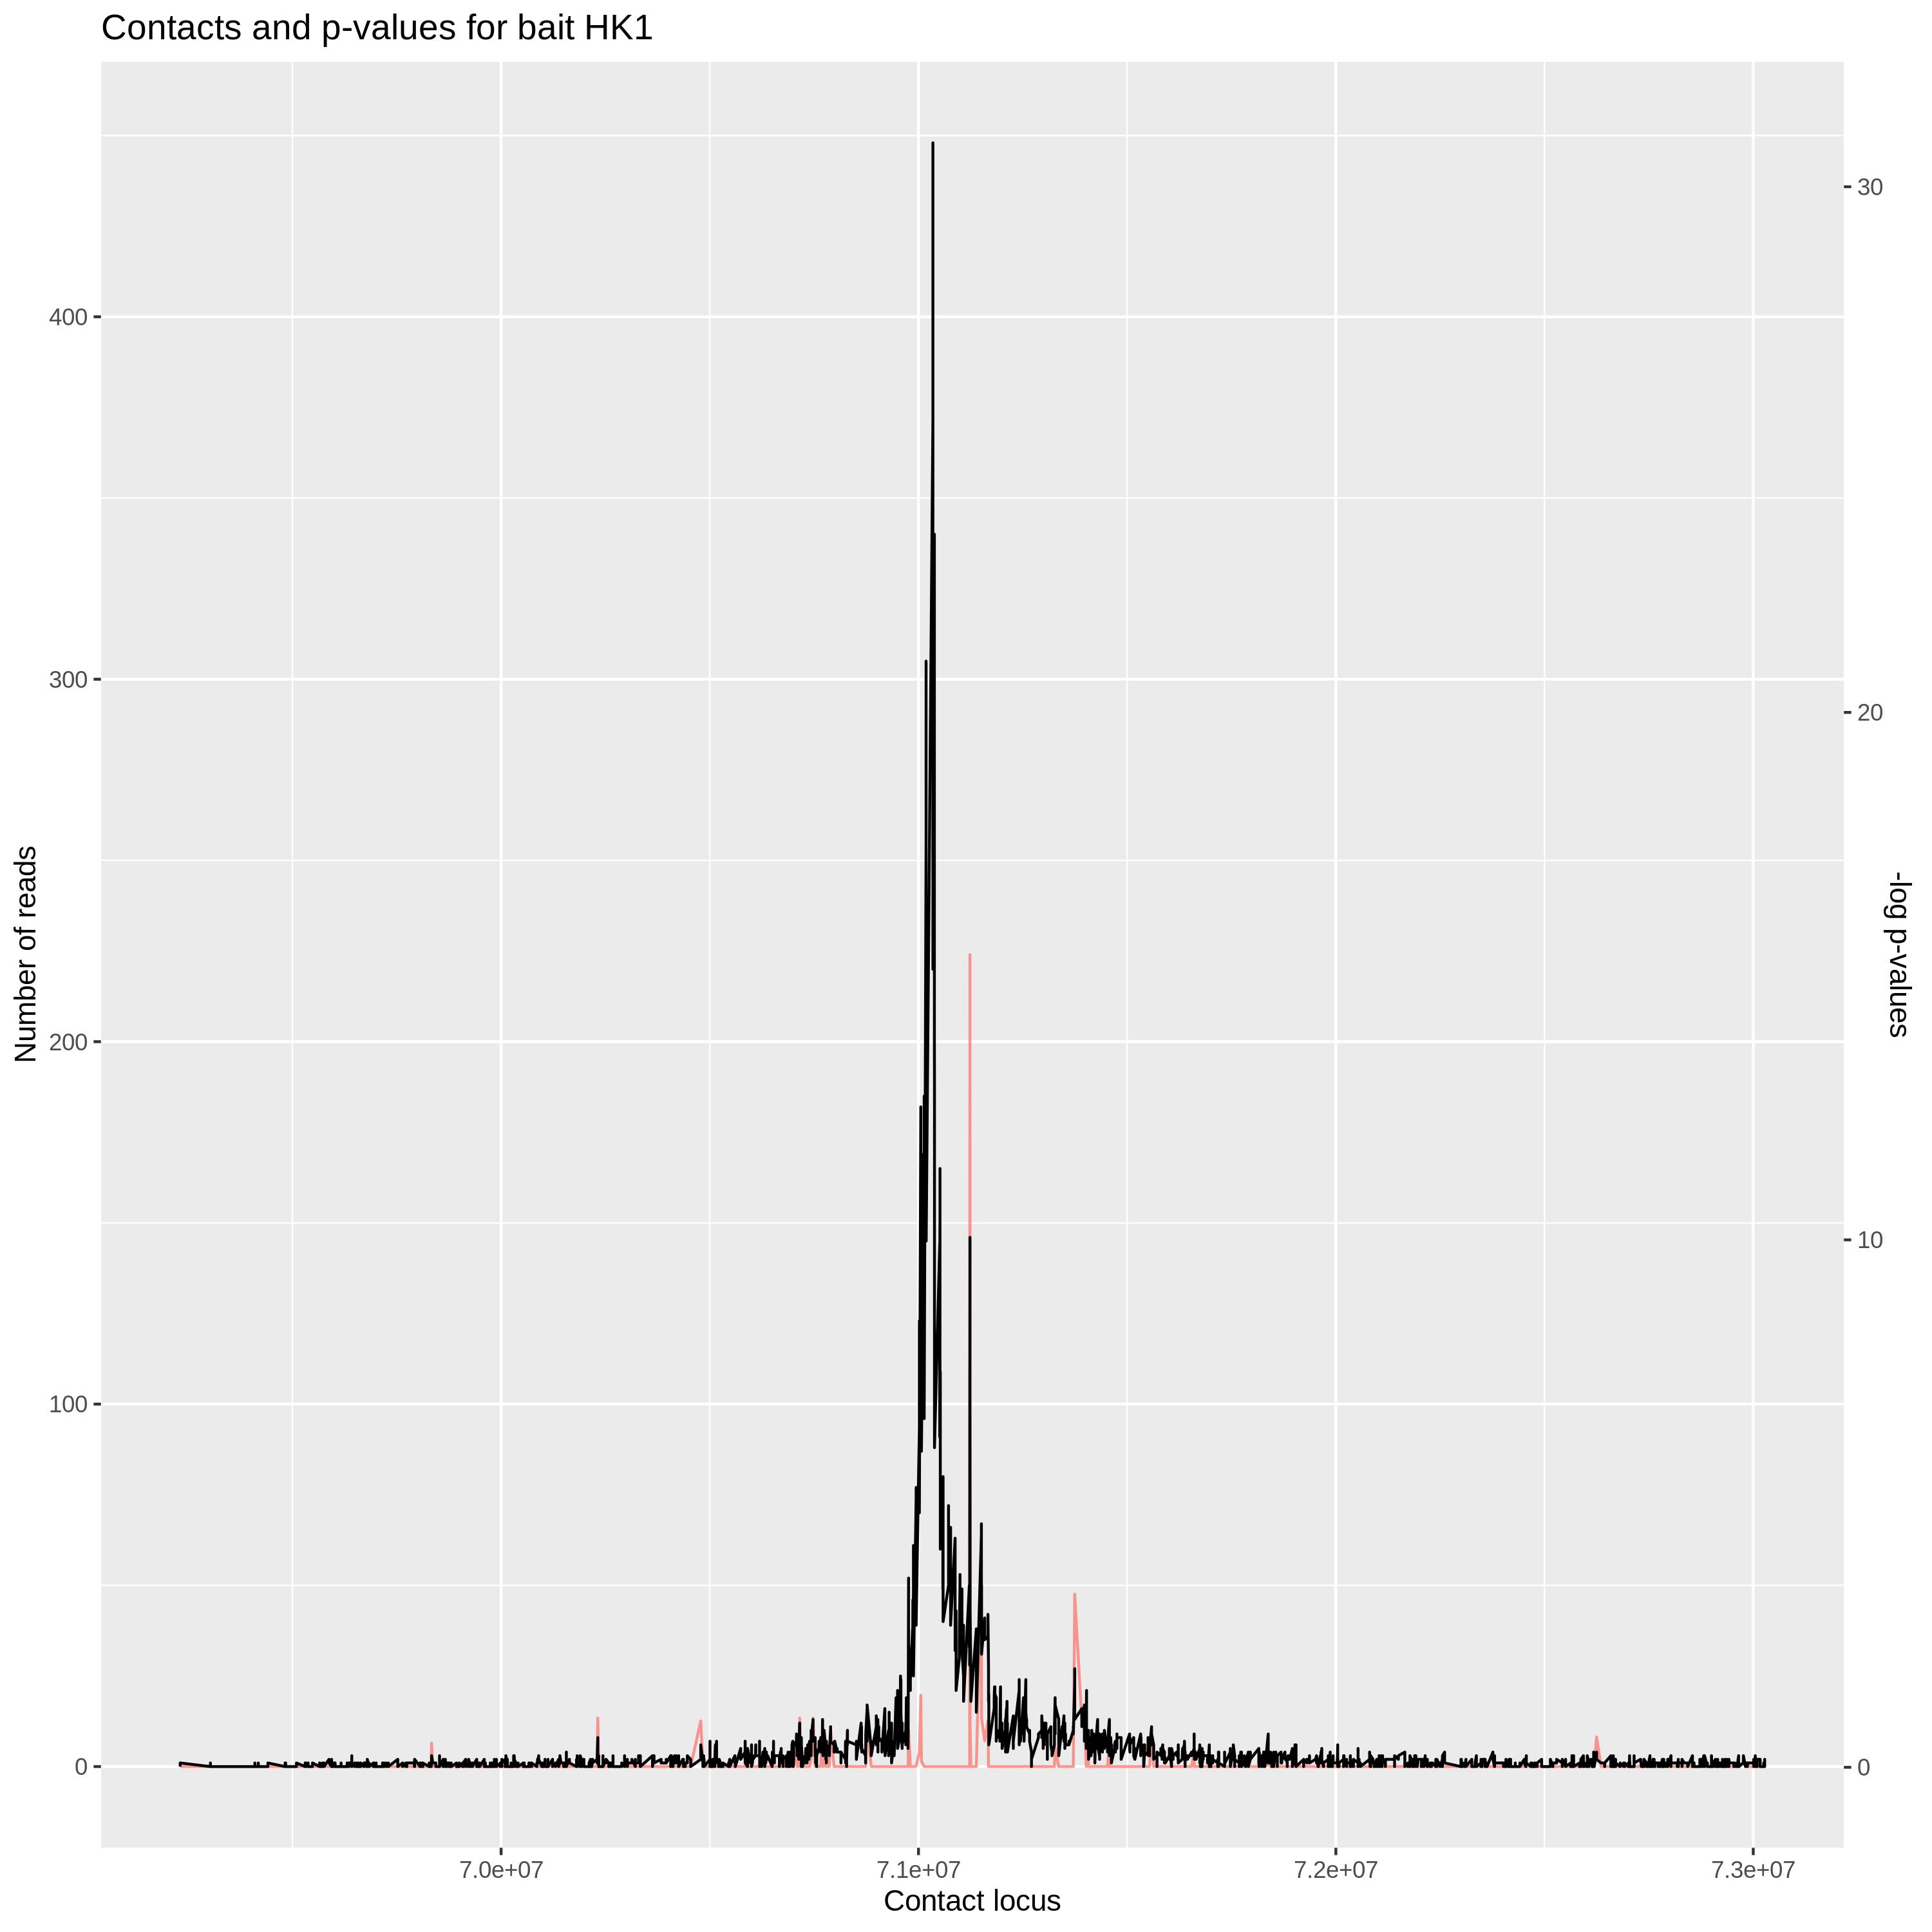 Contacts and p-values for bait HK1
400
300
200
100
0
Number of reads
30
20
10
0
-log p-values
7.0e+07
7.1e+07
7.2e+07
7.3e+07
Contact locus